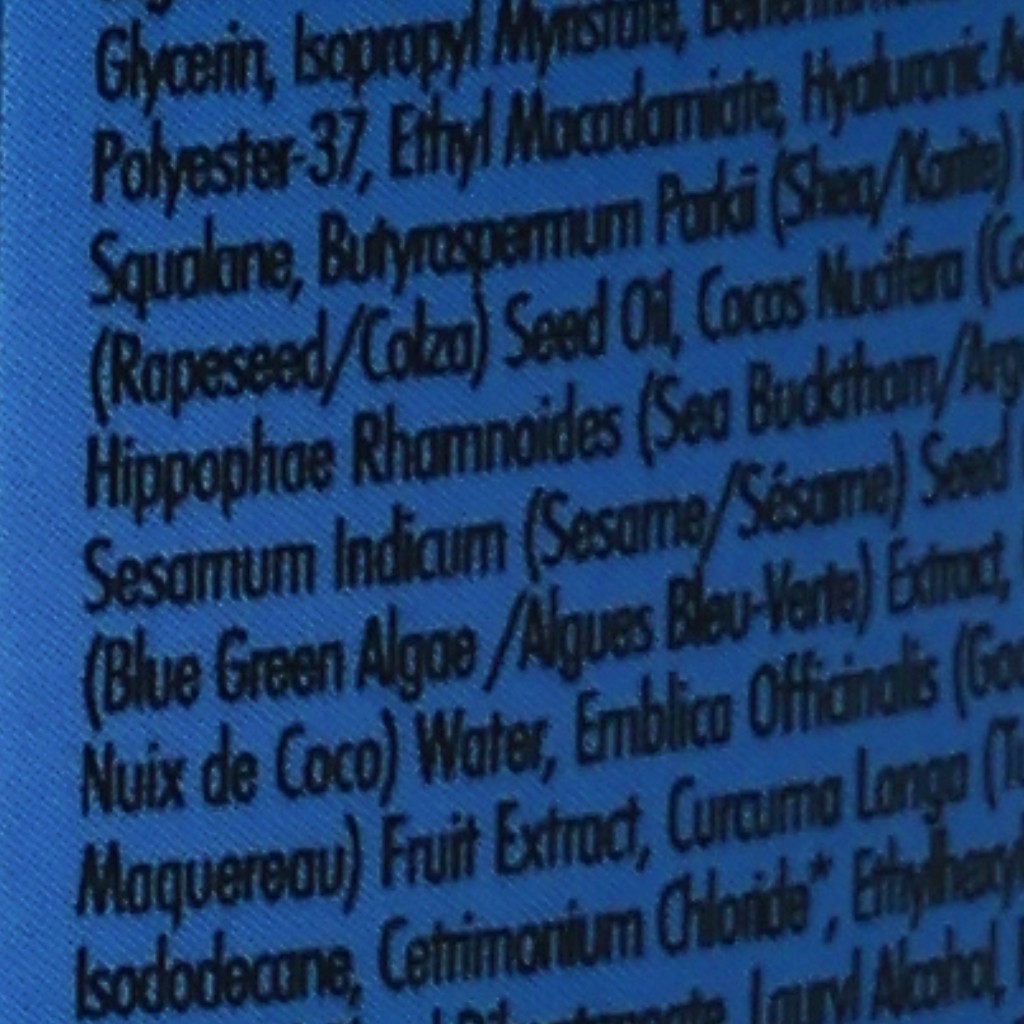 Glycerin, Isopropyl Myristate,
Polyester-37, Ethyl Macadamiate, Hyaluronic
Squalane, Butyrospermum Parkii (Shea/Karite)
(Rapeseed/Colza) Seed Oil, Cocos Nucifera
Hippophae Rhamnoides (Sea Buckthorn/
Sesamum Indicum (Sesame/Sésame) Seed
(Blue Green Algae /Algues Bleu-Verte) Extract,
Nuix de Coco) Water, Emblica Officinalis
Maquereau) Fruit Extract, Curcuma Longa
Isododecane, Cetrimonium Chloride*,
Lauryl Alcohol,